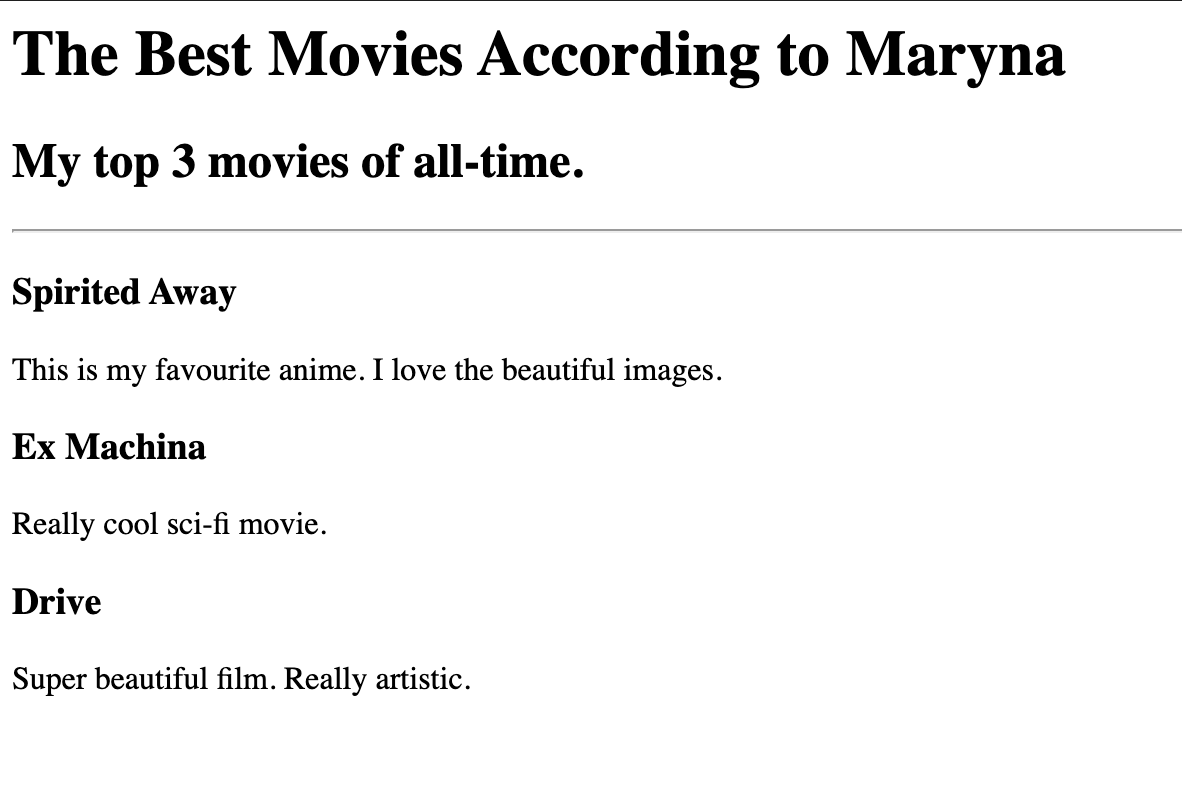 The Best Movies According to Maryna
My top 3 movies of all-time.
Spirited Away
This is my favourite anime. I love the beautiful images.
Ex Machina
Really cool sci-fi movie.
Drive
Super beautiful film. Really artistic.